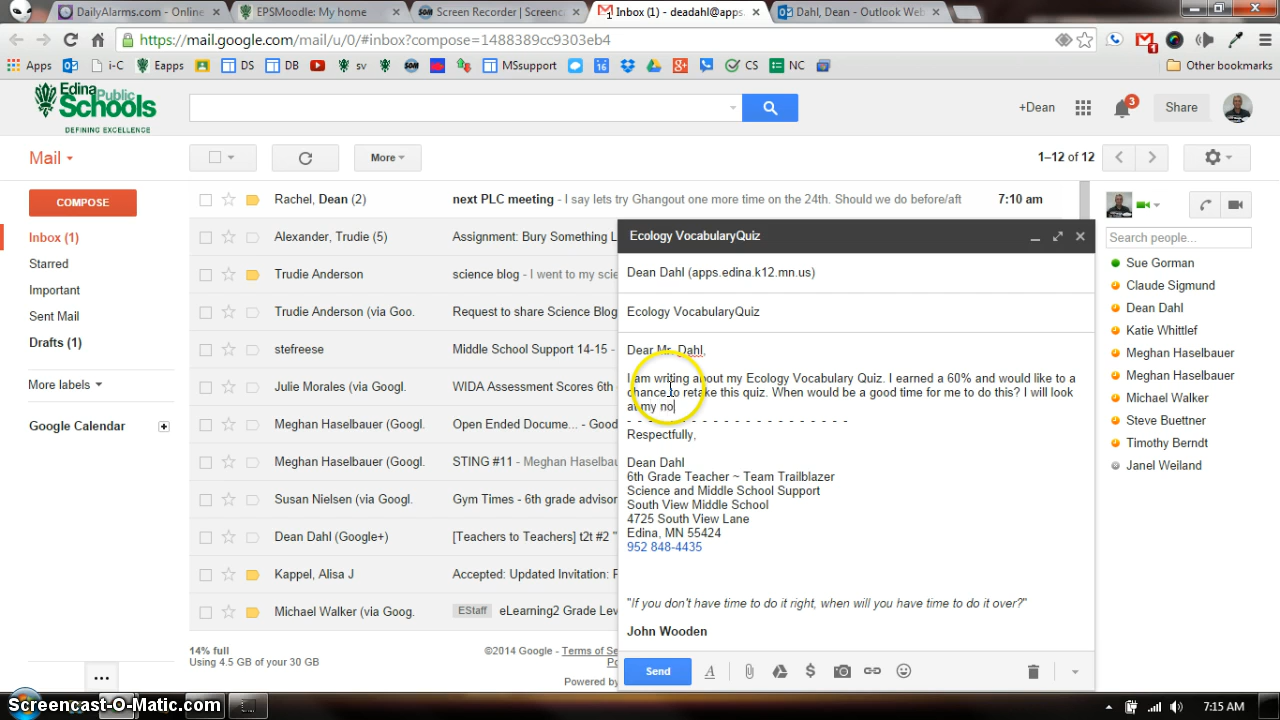 DailyAlarms.com - Online
EPSMoodle: My home
Screen Recorder | Screenc
Inbox (1) - deadahl@apps.
Dahl, Dean - Outlook Web
https://mail.google.com/mail/u/0/#inbox?compose=1488389cc9303eb4
Apps
i-C
Eapps
DS
DB
sv
MSsupport
CS
NC
Other bookmarks
Edina Public
Schools
DEFINING EXCELLENCE
+Dean
3
Share
Mail
More
1–12 of 12
COMPOSE
Inbox (1)
Starred
Important
Sent Mail
Drafts (1)
More labels
Google Calendar
Rachel, Dean (2) next PLC meeting - I say lets try Ghangout one more time on the 24th. Should we do before/aft 7:10 am
Alexander, Trudie (5) Assignment: Bury Something L
Trudie Anderson science blog - I went to my scie
Trudie Anderson (via Goo. Request to share Science Blog
stefreese Middle School Support 14-15 -
Julie Morales (via Googl. WIDA Assessment Scores 6th
Meghan Haselbauer (Googl. Open Ended Docume... - Good
Meghan Haselbauer (Googl. STING #11 - Meghan Haselbau
Susan Nielsen (via Googl. Gym Times - 6th grade advisor
Dean Dahl (Google+) [Teachers to Teachers] t2t #2 "
Kappel, Alisa J Accepted: Updated Invitation: F
Michael Walker (via Goog. EStaff eLearning2 Grade Lev
14% full
Using 4.5 GB of your 30 GB
©2014 Google - Terms of Se
Powered by
Ecology VocabularyQuiz
Dean Dahl (apps.edina.k12.mn.us)
Ecology VocabularyQuiz
Dear Mr. Dahl,
I am writing about my Ecology Vocabulary Quiz. I earned a 60% and would like to a
chance to retake this quiz. When would be a good time for me to do this? I will look
at my no
- - - - - - - - - - - - - - - - - - - - -
Respectfully,
Dean Dahl
6th Grade Teacher ~ Team Trailblazer
Science and Middle School Support
South View Middle School
4725 South View Lane
Edina, MN 55424
952 848-4435
"If you don't have time to do it right, when will you have time to do it over?"
John Wooden
Send
Search people...
Sue Gorman
Claude Sigmund
Dean Dahl
Katie Whittlef
Meghan Haselbauer
Meghan Haselbauer
Michael Walker
Steve Buettner
Timothy Berndt
Janel Weiland
Screencast-O-Matic.com
7:15 AM